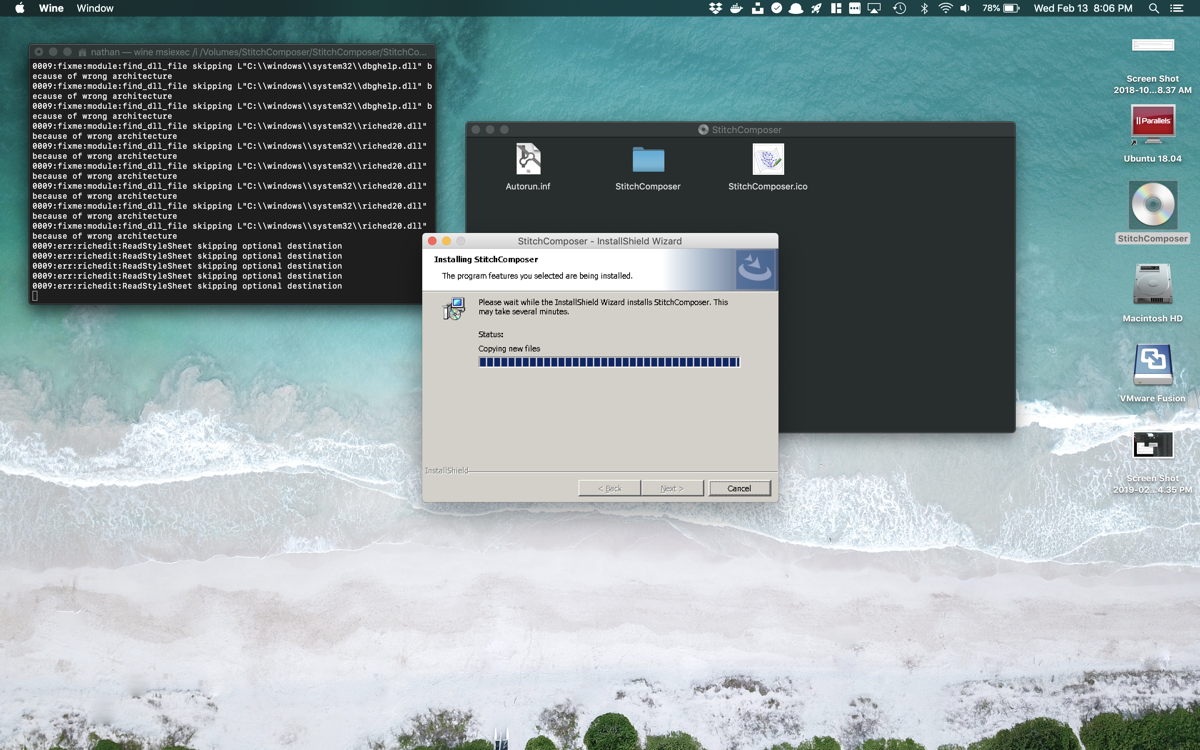 Wine Window
78%
Wed Feb 13 8:06 PM
nathan — wine msiexec /i /Volumes/StitchComposer/StitchComposer/StitchCo...
0009:fixme:module:find_dll_file skipping L"C:\\windows\\system32\\dbghelp.dll" b
ecause of wrong architecture
0009:fixme:module:find_dll_file skipping L"C:\\windows\\system32\\dbghelp.dll" b
ecause of wrong architecture
0009:fixme:module:find_dll_file skipping L"C:\\windows\\system32\\dbghelp.dll" b
ecause of wrong architecture
0009:fixme:module:find_dll_file skipping L"C:\\windows\\system32\\riched20.dll"
because of wrong architecture
0009:fixme:module:find_dll_file skipping L"C:\\windows\\system32\\riched20.dll"
because of wrong architecture
0009:fixme:module:find_dll_file skipping L"C:\\windows\\system32\\riched20.dll"
because of wrong architecture
0009:fixme:module:find_dll_file skipping L"C:\\windows\\system32\\riched20.dll"
because of wrong architecture
0009:fixme:module:find_dll_file skipping L"C:\\windows\\system32\\riched20.dll"
because of wrong architecture
0009:fixme:module:find_dll_file skipping L"C:\\windows\\system32\\riched20.dll"
because of wrong architecture
0009:err:richedit:ReadStyleSheet skipping optional destination
0009:err:richedit:ReadStyleSheet skipping optional destination
0009:err:richedit:ReadStyleSheet skipping optional destination
0009:err:richedit:ReadStyleSheet skipping optional destination
0009:err:richedit:ReadStyleSheet skipping optional destination
StitchComposer
Autorun.inf
StitchComposer
StitchComposer.ico
StitchComposer - InstallShield Wizard
Installing StitchComposer
The program features you selected are being installed.
Please wait while the InstallShield Wizard installs StitchComposer. This
may take several minutes.
Status:
Copying new files
InstallShield
< Back
Next >
Cancel
Screen Shot
2018-10...8.37 AM
Parallels
Ubuntu 18.04
StitchComposer
Macintosh HD
VMware Fusion
Screen Shot
2019-02...4.35 PM